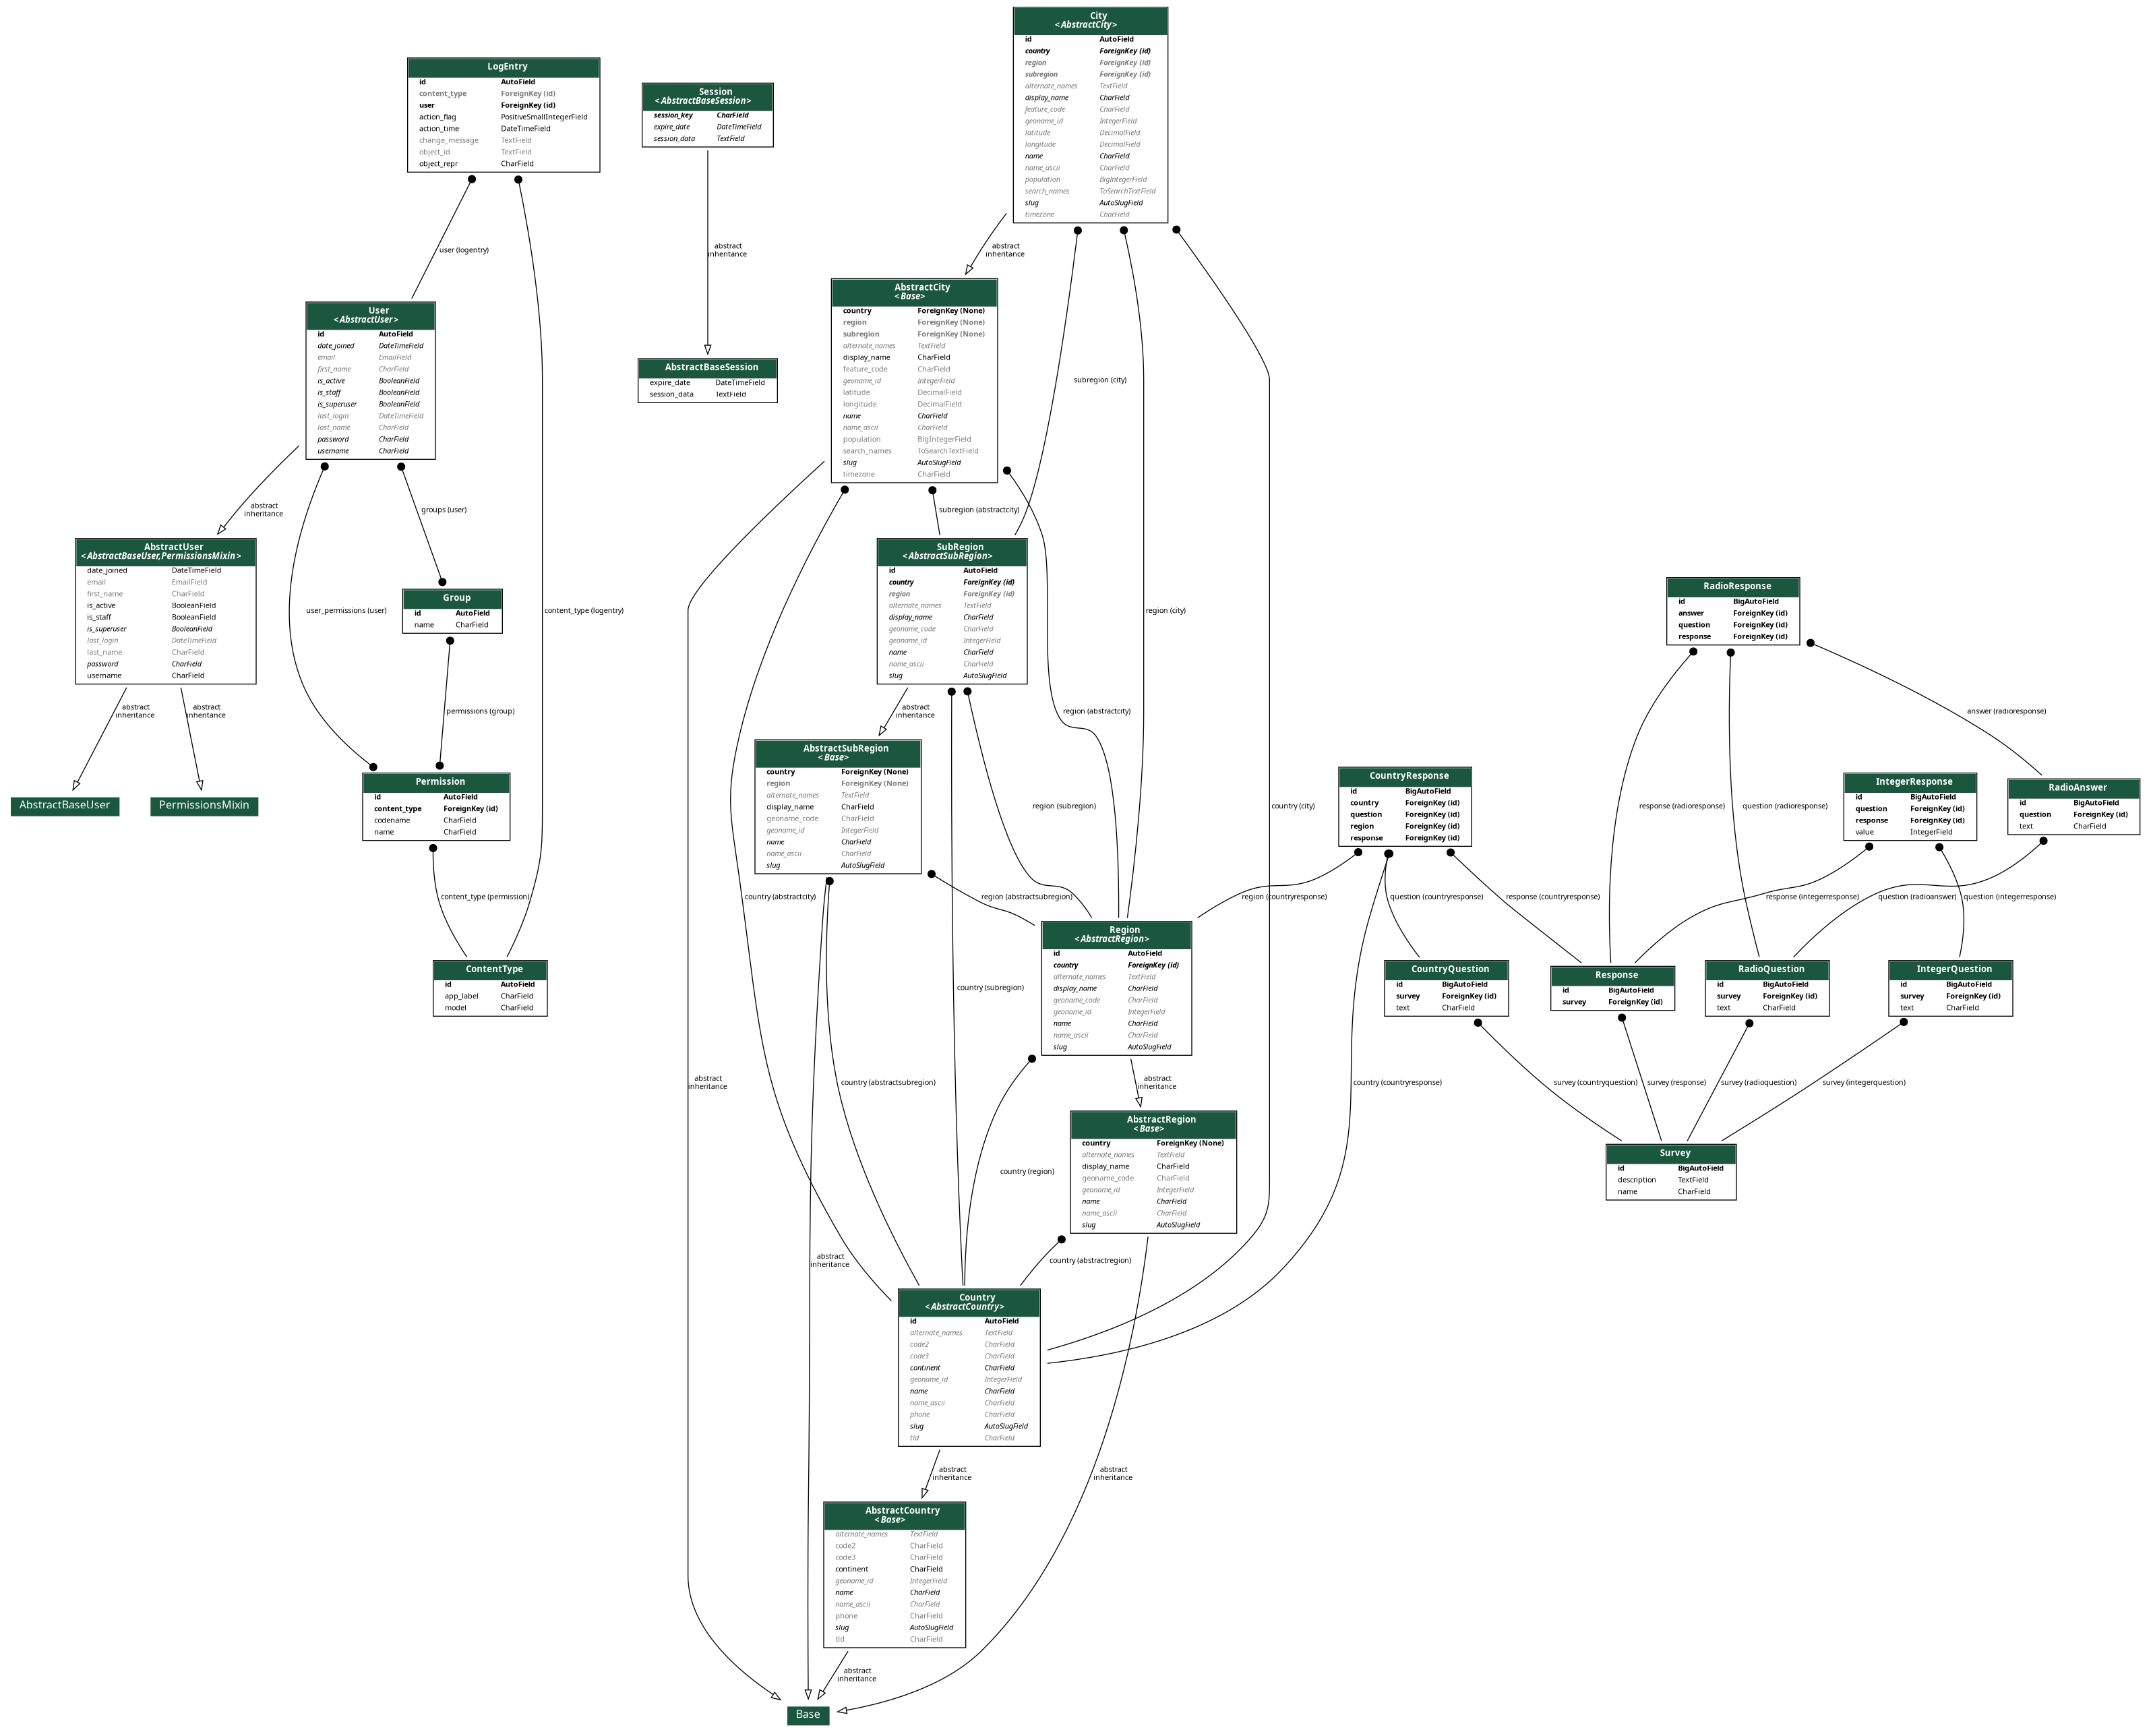 City
<AbstractCity>
id AutoField
country ForeignKey (id)
region ForeignKey (id)
subregion ForeignKey (id)
alternate_names TextField
display_name CharField
feature_code CharField
geoname_id IntegerField
latitude DecimalField
longitude DecimalField
name CharField
name_ascii CharField
population BigIntegerField
search_names ToSearchTextField
slug AutoSlugField
timezone CharField
LogEntry
id AutoField
content_type ForeignKey (id)
user ForeignKey (id)
action_flag PositiveSmallIntegerField
action_time DateTimeField
change_message TextField
object_id TextField
object_repr CharField
Session
<AbstractBaseSession>
session_key CharField
expire_date DateTimeField
session_data TextField
user (logentry)
abstract
inheritance
abstract
inheritance
User
<AbstractUser>
id AutoField
date_joined DateTimeField
email EmailField
first_name CharField
is_active BooleanField
is_staff BooleanField
is_superuser BooleanField
last_login DateTimeField
last_name CharField
password CharField
username CharField
AbstractBaseSession
expire_date DateTimeField
session_data TextField
AbstractCity
<Base>
country ForeignKey (None)
region ForeignKey (None)
subregion ForeignKey (None)
alternate_names TextField
display_name CharField
feature_code CharField
geoname_id IntegerField
latitude DecimalField
longitude DecimalField
name CharField
name_ascii CharField
population BigIntegerField
search_names ToSearchTextField
slug AutoSlugField
timezone CharField
subregion (city)
abstract
inheritance
groups (user)
subregion (abstractcity)
AbstractUser
<AbstractBaseUser,PermissionsMixin>
date_joined DateTimeField
email EmailField
first_name CharField
is_active BooleanField
is_staff BooleanField
is_superuser BooleanField
last_login DateTimeField
last_name CharField
password CharField
username CharField
user_permissions (user)
Group
id AutoField
name CharField
content_type (logentry)
SubRegion
<AbstractSubRegion>
id AutoField
country ForeignKey (id)
region ForeignKey (id)
alternate_names TextField
display_name CharField
geoname_code CharField
geoname_id IntegerField
name CharField
name_ascii CharField
slug AutoSlugField
region (city)
RadioResponse
id BigAutoField
answer ForeignKey (id)
question ForeignKey (id)
response ForeignKey (id)
abstract
inheritance
abstract
inheritance
permissions (group)
abstract
inheritance
region (abstractcity)
answer (radioresponse)
AbstractBaseUser
PermissionsMixin
Permission
id AutoField
content_type ForeignKey (id)
codename CharField
name CharField
AbstractSubRegion
<Base>
country ForeignKey (None)
region ForeignKey (None)
alternate_names TextField
display_name CharField
geoname_code CharField
geoname_id IntegerField
name CharField
name_ascii CharField
slug AutoSlugField
region (subregion)
country (city)
CountryResponse
id BigAutoField
country ForeignKey (id)
question ForeignKey (id)
region ForeignKey (id)
response ForeignKey (id)
response (radioresponse)
question (radioresponse)
IntegerResponse
id BigAutoField
question ForeignKey (id)
response ForeignKey (id)
value IntegerField
RadioAnswer
id BigAutoField
question ForeignKey (id)
text CharField
content_type (permission)
country (abstractcity)
region (abstractsubregion)
region (countryresponse)
question (countryresponse)
response (countryresponse)
response (integerresponse)
question (radioanswer)
question (integerresponse)
ContentType
id AutoField
app_label CharField
model CharField
country (subregion)
Region
<AbstractRegion>
id AutoField
country ForeignKey (id)
alternate_names TextField
display_name CharField
geoname_code CharField
geoname_id IntegerField
name CharField
name_ascii CharField
slug AutoSlugField
CountryQuestion
id BigAutoField
survey ForeignKey (id)
text CharField
Response
id BigAutoField
survey ForeignKey (id)
RadioQuestion
id BigAutoField
survey ForeignKey (id)
text CharField
IntegerQuestion
id BigAutoField
survey ForeignKey (id)
text CharField
abstract
inheritance
country (abstractsubregion)
abstract
inheritance
country (countryresponse)
survey (countryquestion)
survey (response)
survey (radioquestion)
survey (integerquestion)
country (region)
AbstractRegion
<Base>
country ForeignKey (None)
alternate_names TextField
display_name CharField
geoname_code CharField
geoname_id IntegerField
name CharField
name_ascii CharField
slug AutoSlugField
Survey
id BigAutoField
description TextField
name CharField
abstract
inheritance
country (abstractregion)
Country
<AbstractCountry>
id AutoField
alternate_names TextField
code2 CharField
code3 CharField
continent CharField
geoname_id IntegerField
name CharField
name_ascii CharField
phone CharField
slug AutoSlugField
tld CharField
abstract
inheritance
abstract
inheritance
AbstractCountry
<Base>
alternate_names TextField
code2 CharField
code3 CharField
continent CharField
geoname_id IntegerField
name CharField
name_ascii CharField
phone CharField
slug AutoSlugField
tld CharField
abstract
inheritance
Base